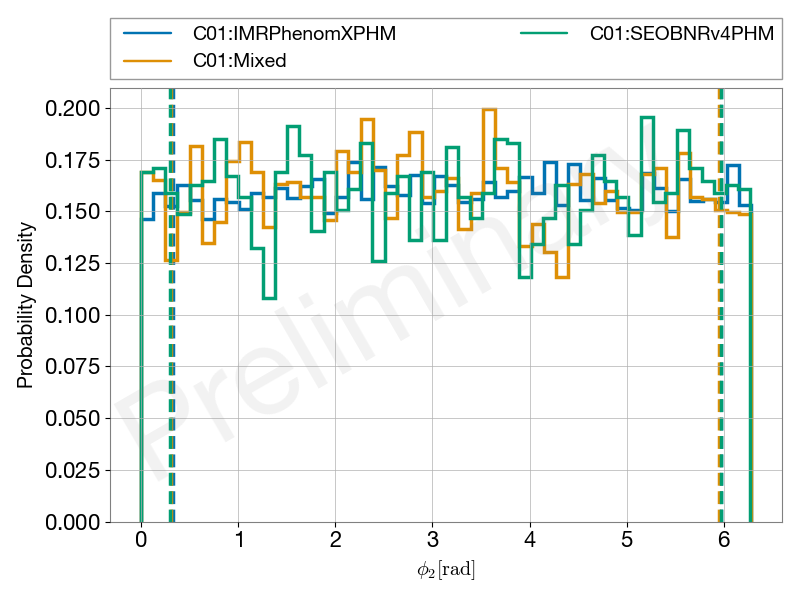 C01:IMRPhenomXPHM
C01:SEOBNRv4PHM
C01:Mixed
Probability Density
0.200
0.175
0.150
0.125
0.100
0.075
0.050
0.025
0.000
Preliminary
0 1 2 3 4 5 6
ϕ₂[rad]